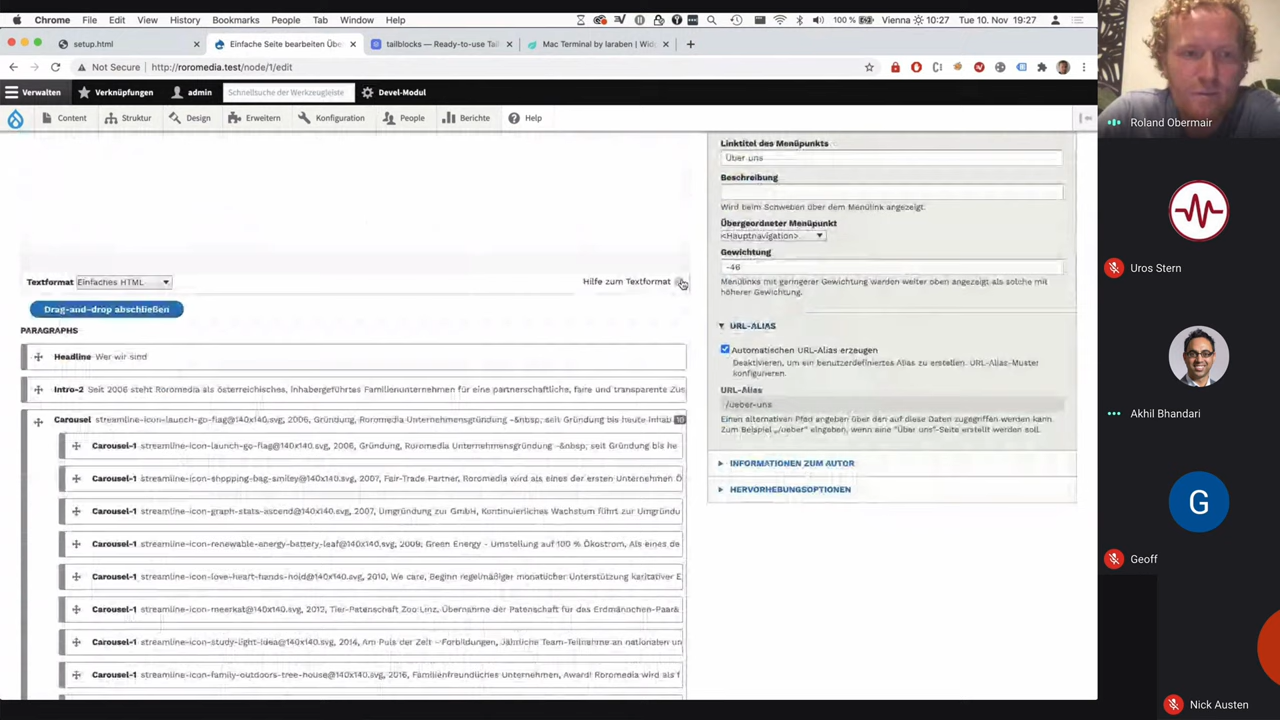 Chrome File Edit View History Bookmarks People Tab Window Help 100 % Vienna 10:27 Tue 10. Nov 19:27
setup.html × Einfache Seite bearbeiten Übe × tailblocks — Ready-to-use Tail × Mac Terminal by laraben | Wid × +
Not Secure | http://roromedia.test/node/1/edit
Verwalten Verknüpfungen admin Schnellsuche der Werkzeugleiste Devel-Modul
Content Struktur Design Erweitern Konfiguration People Berichte Help
Linktitel des Menüpunkts
Über uns
Beschreibung
Wird beim Schweben über dem Menülink angezeigt.
Übergeordneter Menüpunkt
<Hauptnavigation>
Gewichtung
-46
Menülinks mit geringerer Gewichtung werden weiter oben angezeigt als solche mit
höherer Gewichtung.
URL-ALIAS
Automatischen URL-Alias erzeugen
Deaktivieren, um ein benutzerdefiniertes Alias zu erstellen. URL-Alias-Muster
konfigurieren.
URL-Alias
/ueber-uns
Einen alternativen Pfad angeben über den auf diese Daten zugegriffen werden kann.
Zum Beispiel „/ueber" eingeben, wenn eine "Über uns"-Seite erstellt werden soll.
INFORMATIONEN ZUM AUTOR
HERVORHEBUNGSOPTIONEN
Textformat Einfaches HTML Hilfe zum Textformat
Drag-and-drop abschließen
PARAGRAPHS
Headline Wer wir sind
Intro-2 Seit 2006 steht Roromedia als österreichisches, inhabergeführtes Familienunternehmen für eine partnerschaftliche, faire und transparente Zus
Carousel streamline-icon-launch-go-flag@140x140.svg, 2006, Gründung, Roromedia Unternehmensgründung -&nbsp; seit Gründung bis heute inhab 10
Carousel-1 streamline-icon-launch-go-flag@140x140.svg, 2006, Gründung, Roromedia Unternehmensgründung -&nbsp; seit Gründung bis he
Carousel-1 streamline-icon-shopping-bag-smiley@140x140.svg, 2007, Fair-Trade Partner, Roromedia wird als eines der ersten Unternehmen Ö
Carousel-1 streamline-icon-graph-stats-ascend@140x140.svg, 2007, Umgründung zur GmbH, Kontinuierliches Wachstum führt zur Umgründu
Carousel-1 streamline-icon-renewable-energy-battery-leaf@140x140.svg, 2009, Green Energy - Umstellung auf 100 % Ökostrom, Als eines de
Carousel-1 streamline-icon-love-heart-hands-hold@140x140.svg, 2010, We care, Beginn regelmäßiger monatlicher Unterstützung karitativer E
Carousel-1 streamline-icon-meerkat@140x140.svg, 2012, Tier-Patenschaft Zoo Linz, Übernahme der Patenschaft für das Erdmännchen-Paara
Carousel-1 streamline-icon-study-light-idea@140x140.svg, 2014, Am Puls der Zeit - Fortbildungen, Jährliche Team-Teilnahme an nationalen un
Carousel-1 streamline-icon-family-outdoors-tree-house@140x140.svg, 2016, Familienfreundliches Unternehmen, Award! Roromedia wird als f
Roland Obermair
Uros Stern
Akhil Bhandari
G
Geoff
Nick Austen